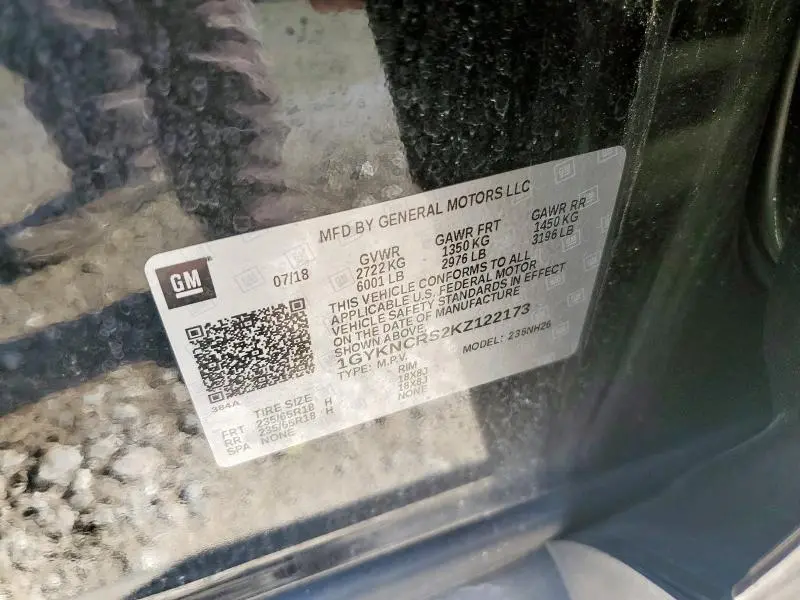 MFD BY GENERAL MOTORS LLC
GM
07/18
GVWR GAWR FRT GAWR RR
2722 KG 1350 KG 1450 KG
6001 LB 2976 LB 3196 LB
THIS VEHICLE CONFORMS TO ALL
APPLICABLE U.S. FEDERAL MOTOR
VEHICLE SAFETY STANDARDS IN EFFECT
ON THE DATE OF MANUFACTURE
SHOWN ABOVE.
1GYKNCRS2KZ122173
TYPE: M.P.V. MODEL: 236NH26
384A
TIRE SIZE RIM
FRT 235/65R18 H 18X8J
RR 235/65R18 H 18X8J
SPA NONE NONE